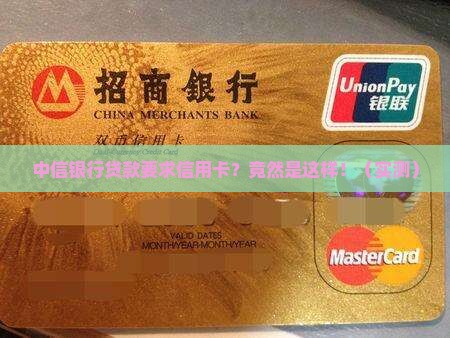 招商銀行
CHINA MERCHANTS BANK
UnionPay
银联
双币信用卡
中信银行贷款要求信用卡？竟然是这样！（实测）
VALID DATES
MONTH/YEAR-MONTH/YEAR
MasterCard